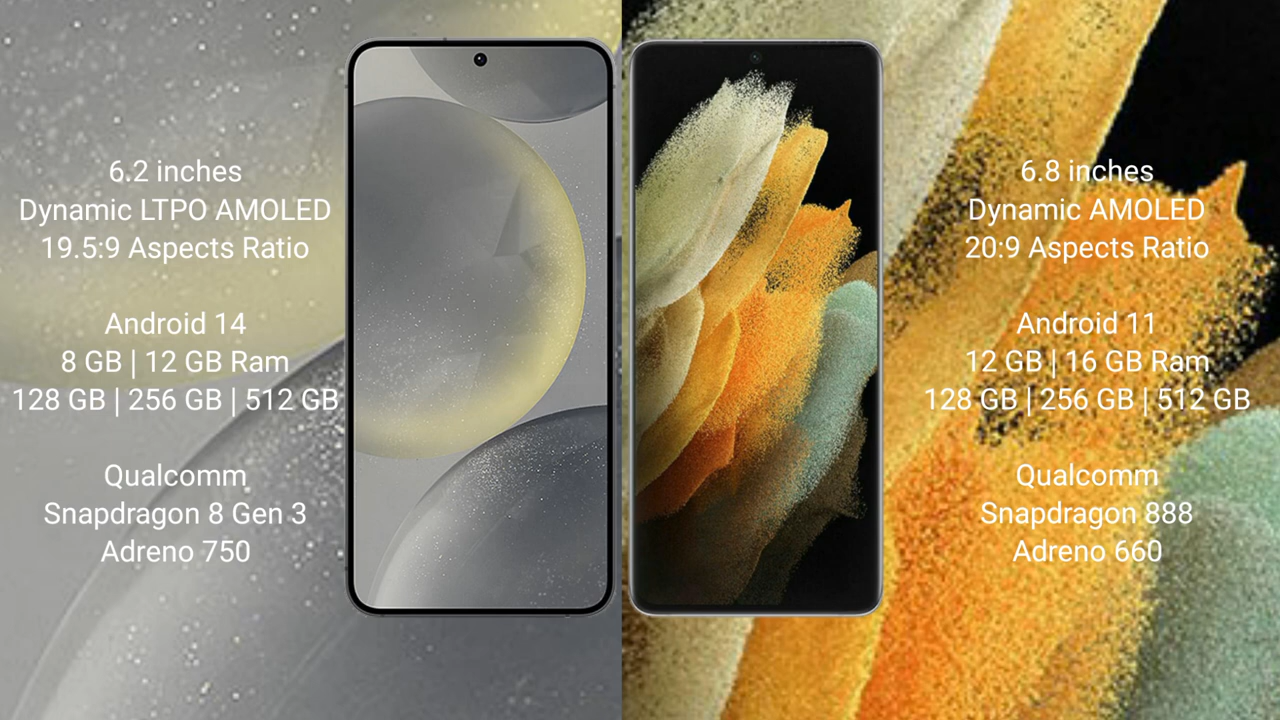 6.2 inches
Dynamic LTPO AMOLED
19.5:9 Aspects Ratio
Android 14
8 GB | 12 GB Ram
128 GB | 256 GB | 512 GB
Qualcomm
Snapdragon 8 Gen 3
Adreno 750
6.8 inches
Dynamic AMOLED
20:9 Aspects Ratio
Android 11
12 GB | 16 GB Ram
128 GB | 256 GB | 512 GB
Qualcomm
Snapdragon 888
Adreno 660